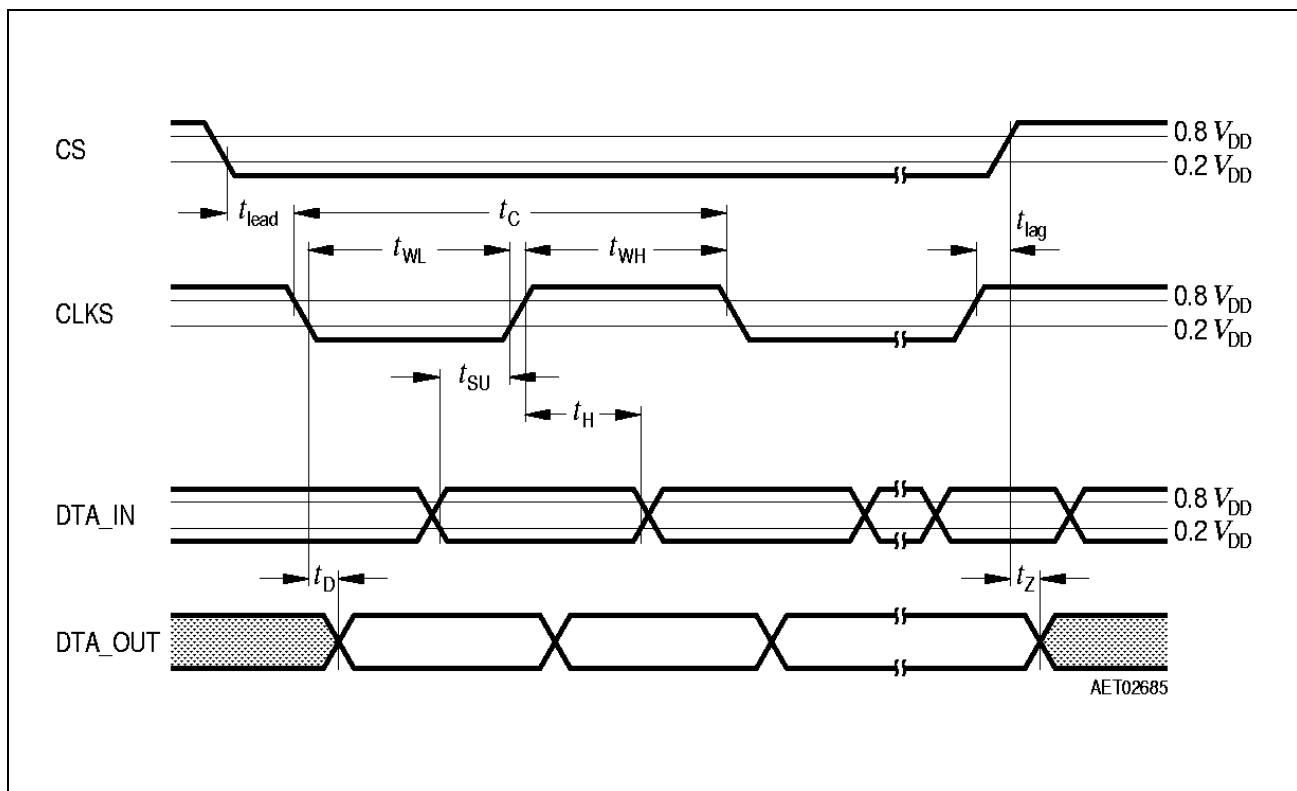 CS
0.8 VDD
0.2 VDD
tlead
tC
tlag
tWL
tWH
CLKS
0.8 VDD
0.2 VDD
tSU
tH
DTA_IN
0.8 VDD
0.2 VDD
tD
tZ
DTA_OUT
AET02685